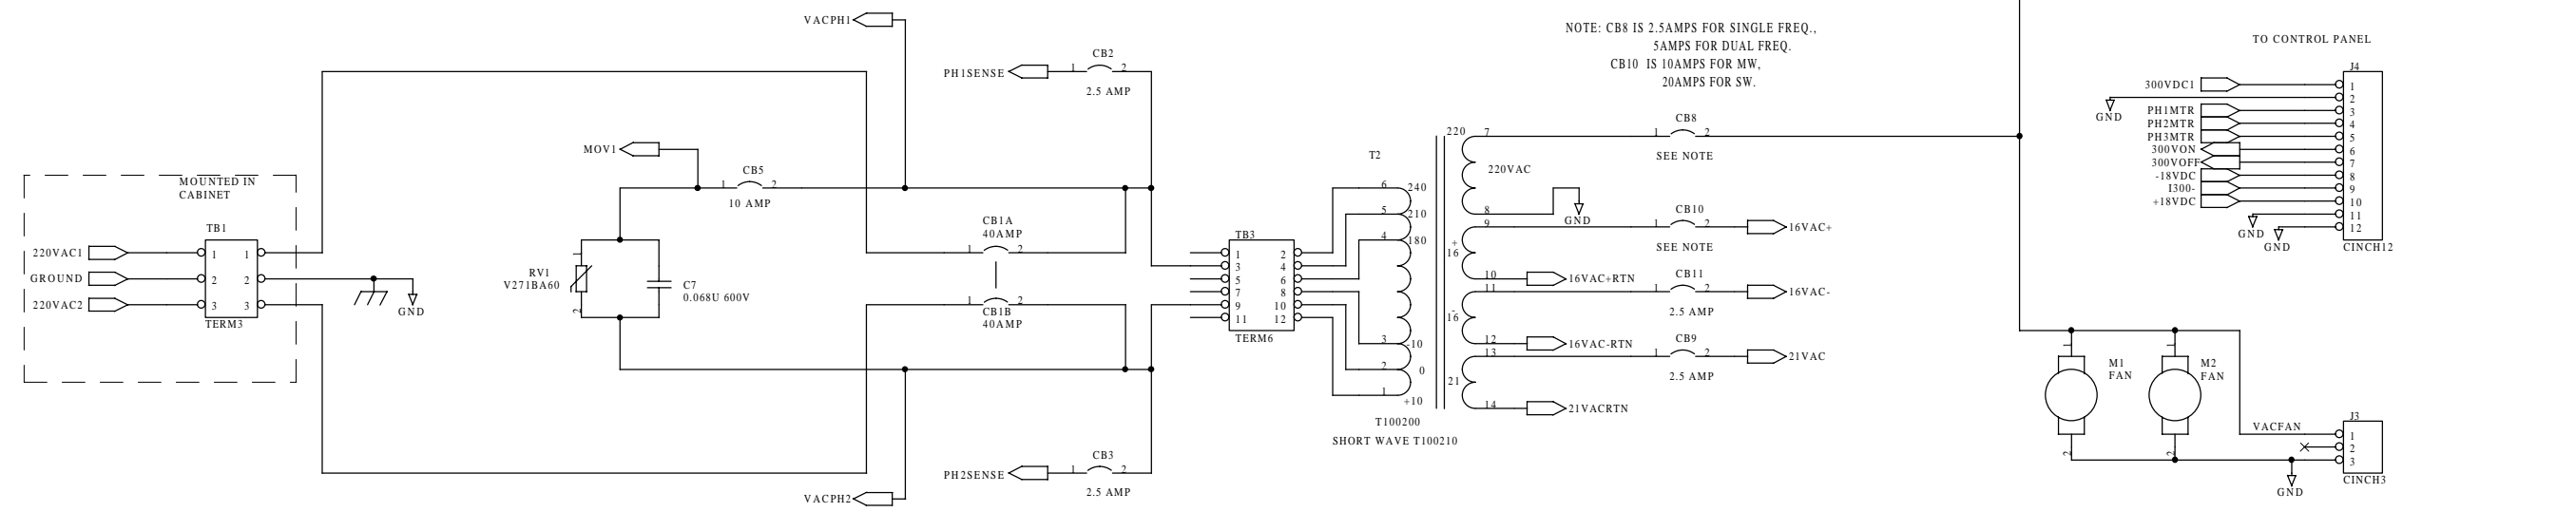 VACPH1
NOTE: CB8 IS 2.5AMPS FOR SINGLE FREQ.,
5AMPS FOR DUAL FREQ.
CB10 IS 10AMPS FOR MW,
20AMPS FOR SW.
TO CONTROL PANEL
CB2
PH1SENSE
1 2
2.5 AMP
J4
300VDC1 1
2
GND
PH1MTR 3
PH2MTR 4
PH3MTR 5
300VON 6
300VOFF 7
-18VDC 8
I300- 9
+18VDC 10
11
12
GND
GND
CINCH12
MOV1
CB5
1 2
10 AMP
MOUNTED IN
CABINET
TB1
220VAC1 1 1
GROUND 2 2
220VAC2 3 3
TERM3
GND
RV1
V271BA60
1
2
C7
0.068U 600V
CB1A
40AMP
1 2
1 2
CB1B
40AMP
TB3
1 2
3 4
5 6
7 8
9 10
11 12
TERM6
T2
6 240
5 210
4 180
3 -10
2 0
1 +10
T100200
SHORT WAVE T100210
220 7
220VAC
8
GND
CB8
1 2
SEE NOTE
9
+
16
10
16VAC+RTN
CB10
1 2
SEE NOTE
16VAC+
11
-
16
12
16VAC-RTN
CB11
1 2
2.5 AMP
16VAC-
13
21
14
21VACRTN
CB9
1 2
2.5 AMP
21VAC
1
M1
FAN
2
1
M2
FAN
2
J3
VACFAN
1
2
3
GND
CINCH3
CB3
PH2SENSE
1 2
2.5 AMP
VACPH2